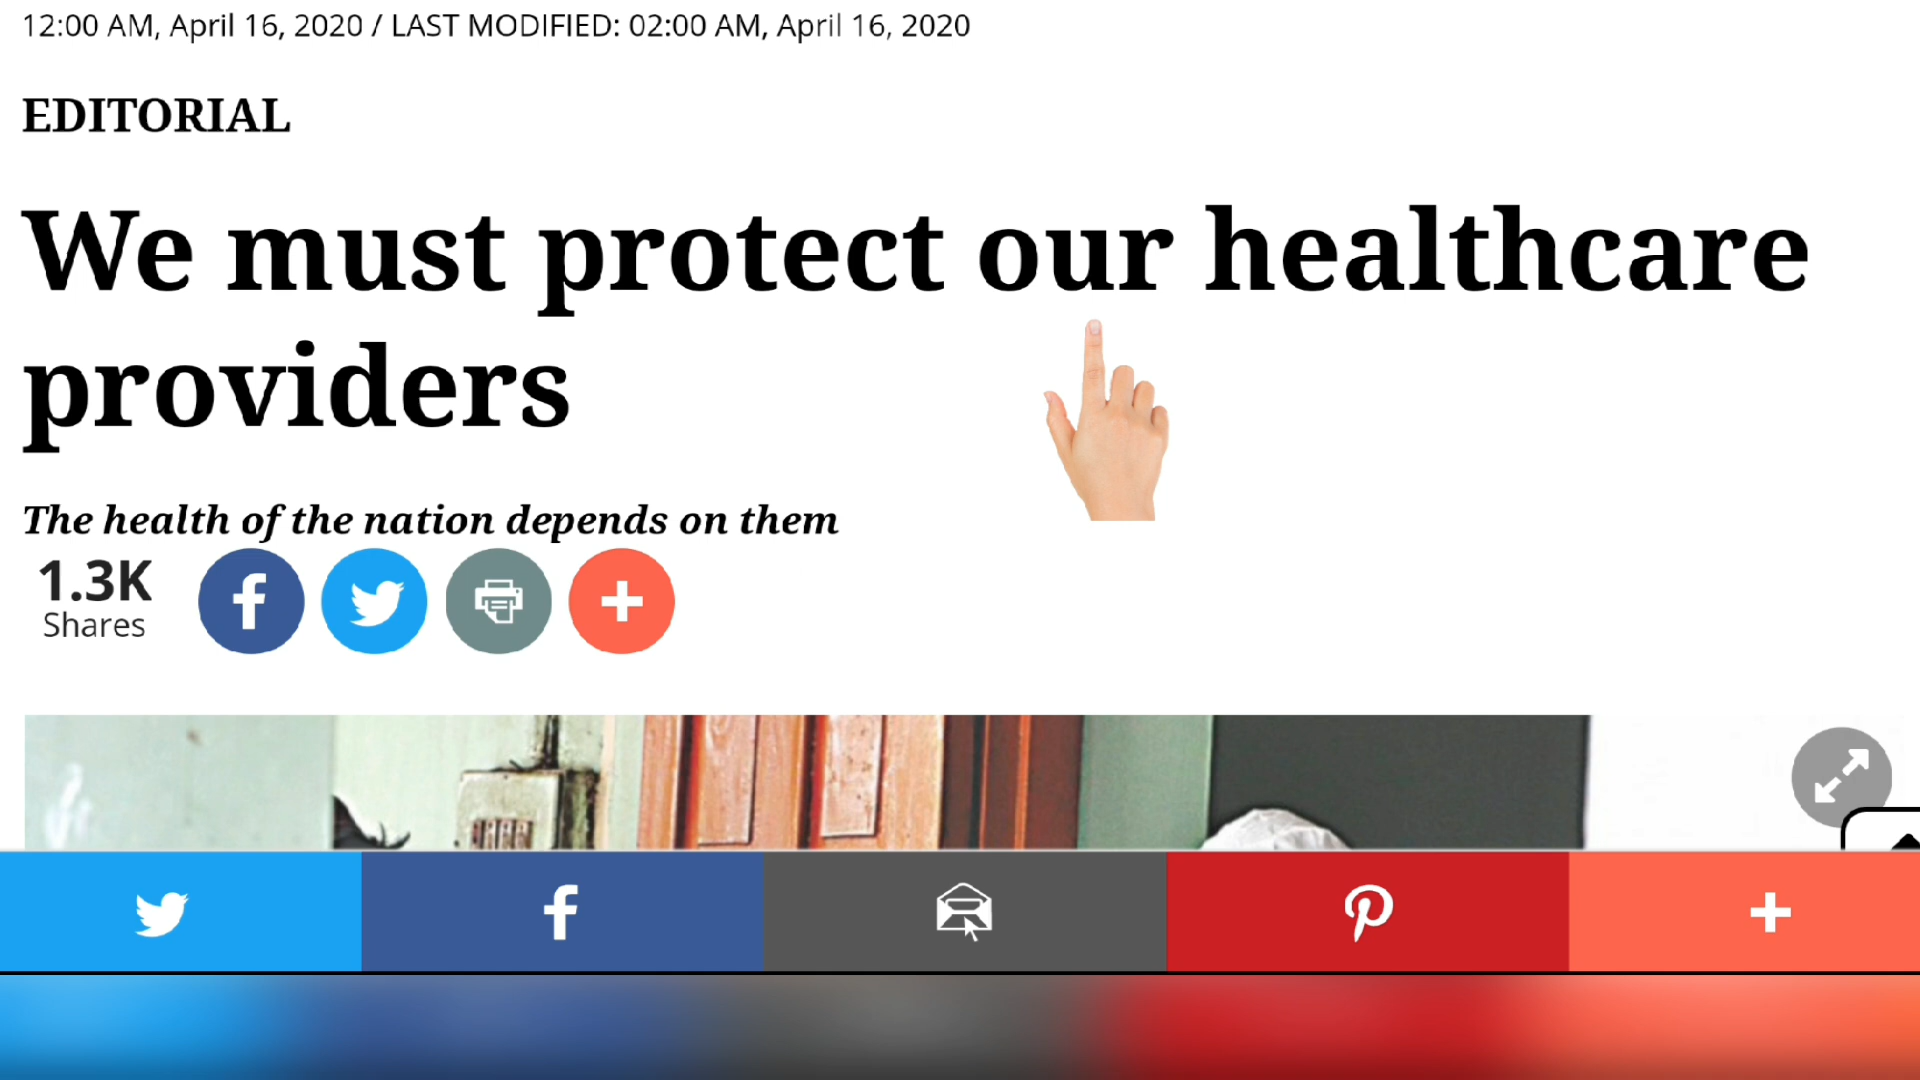 12:00 AM, April 16, 2020 / LAST MODIFIED: 02:00 AM, April 16, 2020
EDITORIAL
We must protect our healthcare
providers
The health of the nation depends on them
1.3K
Shares